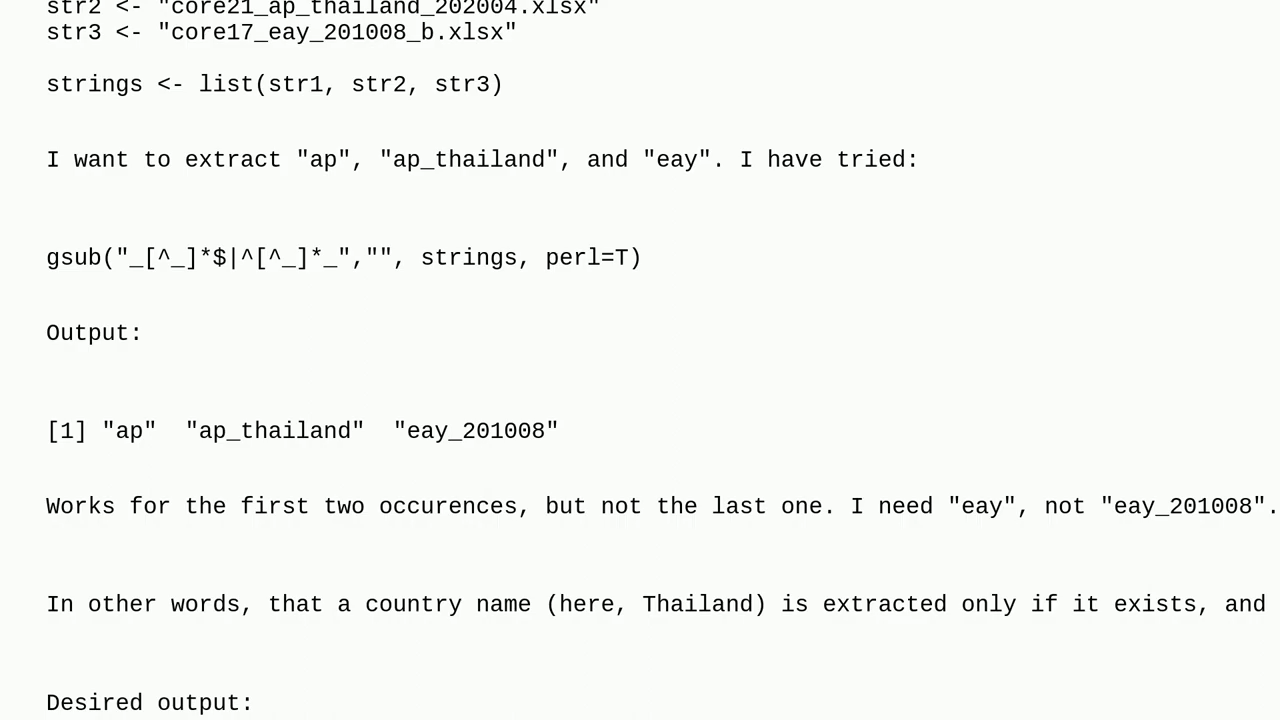 str2 <- "core21_ap_thailand_202004.xlsx"
str3 <- "core17_eay_201008_b.xlsx"
strings <- list(str1, str2, str3)
I want to extract "ap", "ap_thailand", and "eay". I have tried:
gsub("_[^_]*$|^[^_]*_","", strings, perl=T)
Output:
[1] "ap"  "ap_thailand"  "eay_201008"
Works for the first two occurences, but not the last one. I need "eay", not "eay_201008".
In other words, that a country name (here, Thailand) is extracted only if it exists, and
Desired output: